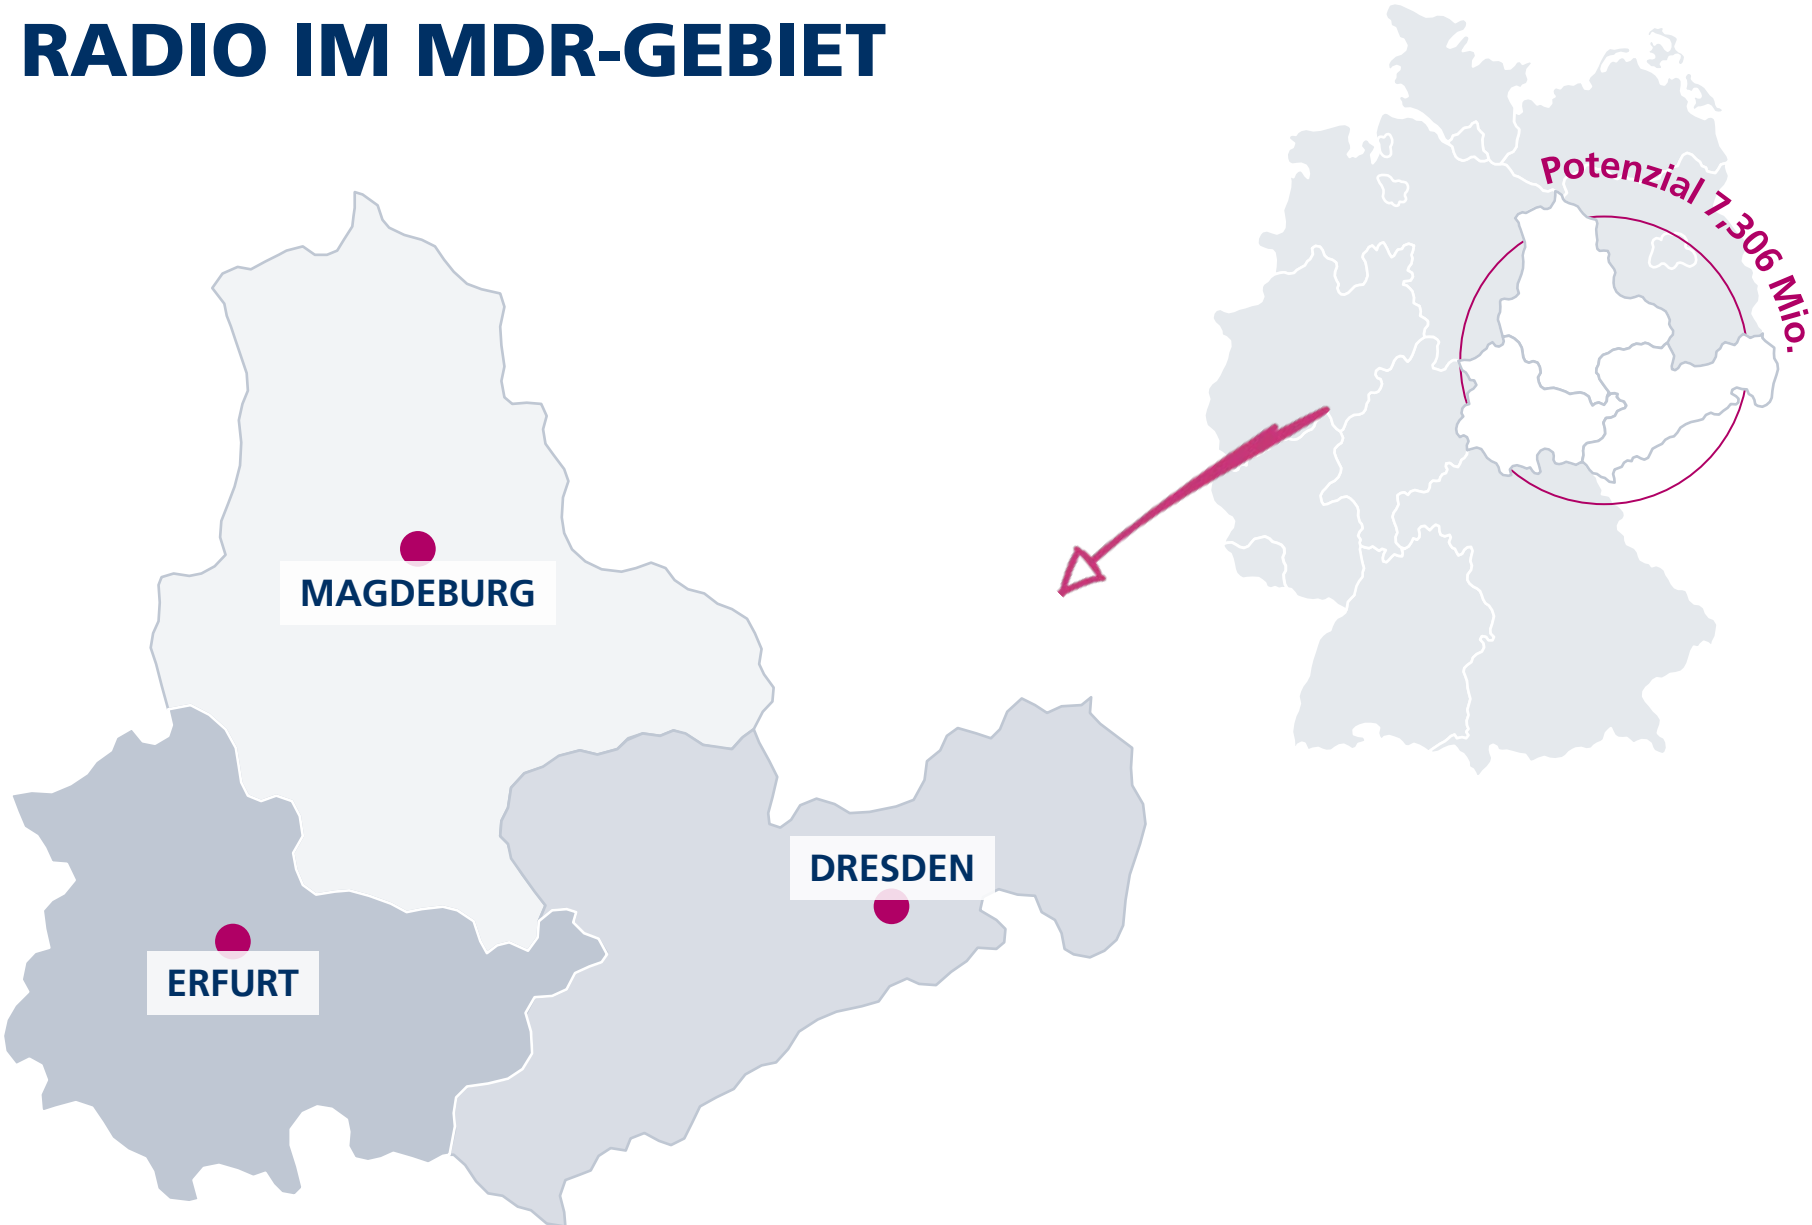 RADIO IM MDR-GEBIET
Potenzial 7,306 Mio.
MAGDEBURG
DRESDEN
ERFURT